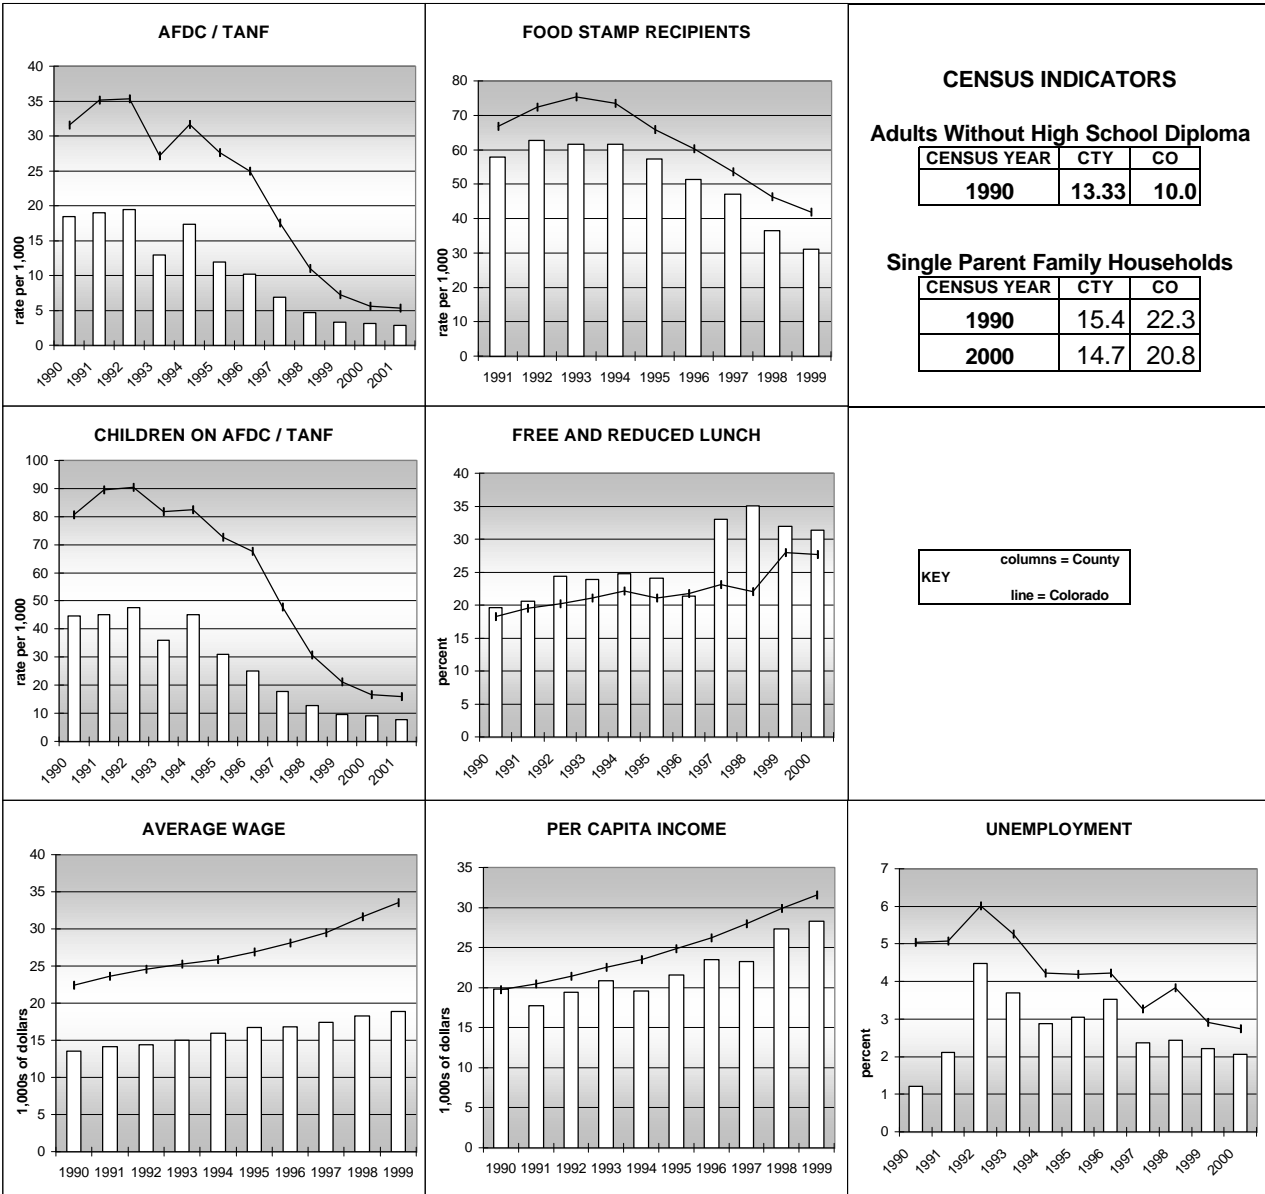 AFDC / TANF
40
35
30
25
20
15
10
5
0
rate per 1,000
1990 1991 1992 1993 1994 1995 1996 1997 1998 1999 2000 2001
FOOD STAMP RECIPIENTS
80
70
60
50
40
30
20
10
0
rate per 1,000
1991 1992 1993 1994 1995 1996 1997 1998 1999
CENSUS INDICATORS
Adults Without High School Diploma
CENSUS YEAR CTY CO
1990 13.33 10.0
Single Parent Family Households
CENSUS YEAR CTY CO
1990 15.4 22.3
2000 14.7 20.8
CHILDREN ON AFDC / TANF
100
90
80
70
60
50
40
30
20
10
0
rate per 1,000
1990 1991 1992 1993 1994 1995 1996 1997 1998 1999 2000 2001
FREE AND REDUCED LUNCH
40
35
30
25
20
15
10
5
0
percent
1990 1991 1992 1993 1994 1995 1996 1997 1998 1999 2000
columns = County
KEY
line = Colorado
AVERAGE WAGE
40
35
30
25
20
15
10
5
0
1,000s of dollars
1990 1991 1992 1993 1994 1995 1996 1997 1998 1999
PER CAPITA INCOME
35
30
25
20
15
10
5
0
1,000s of dollars
1990 1991 1992 1993 1994 1995 1996 1997 1998 1999
UNEMPLOYMENT
7
6
5
4
3
2
1
0
percent
1990 1991 1992 1993 1994 1995 1996 1997 1998 1999 2000